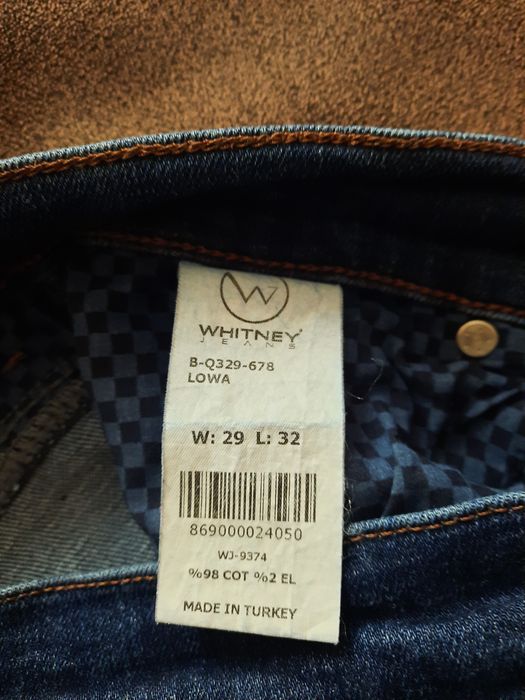 W
WHITNEY
JEANS
B-Q329-678
LOWA
W: 29 L: 32
869000024050
WJ-9374
%98 COT %2 EL
MADE IN TURKEY